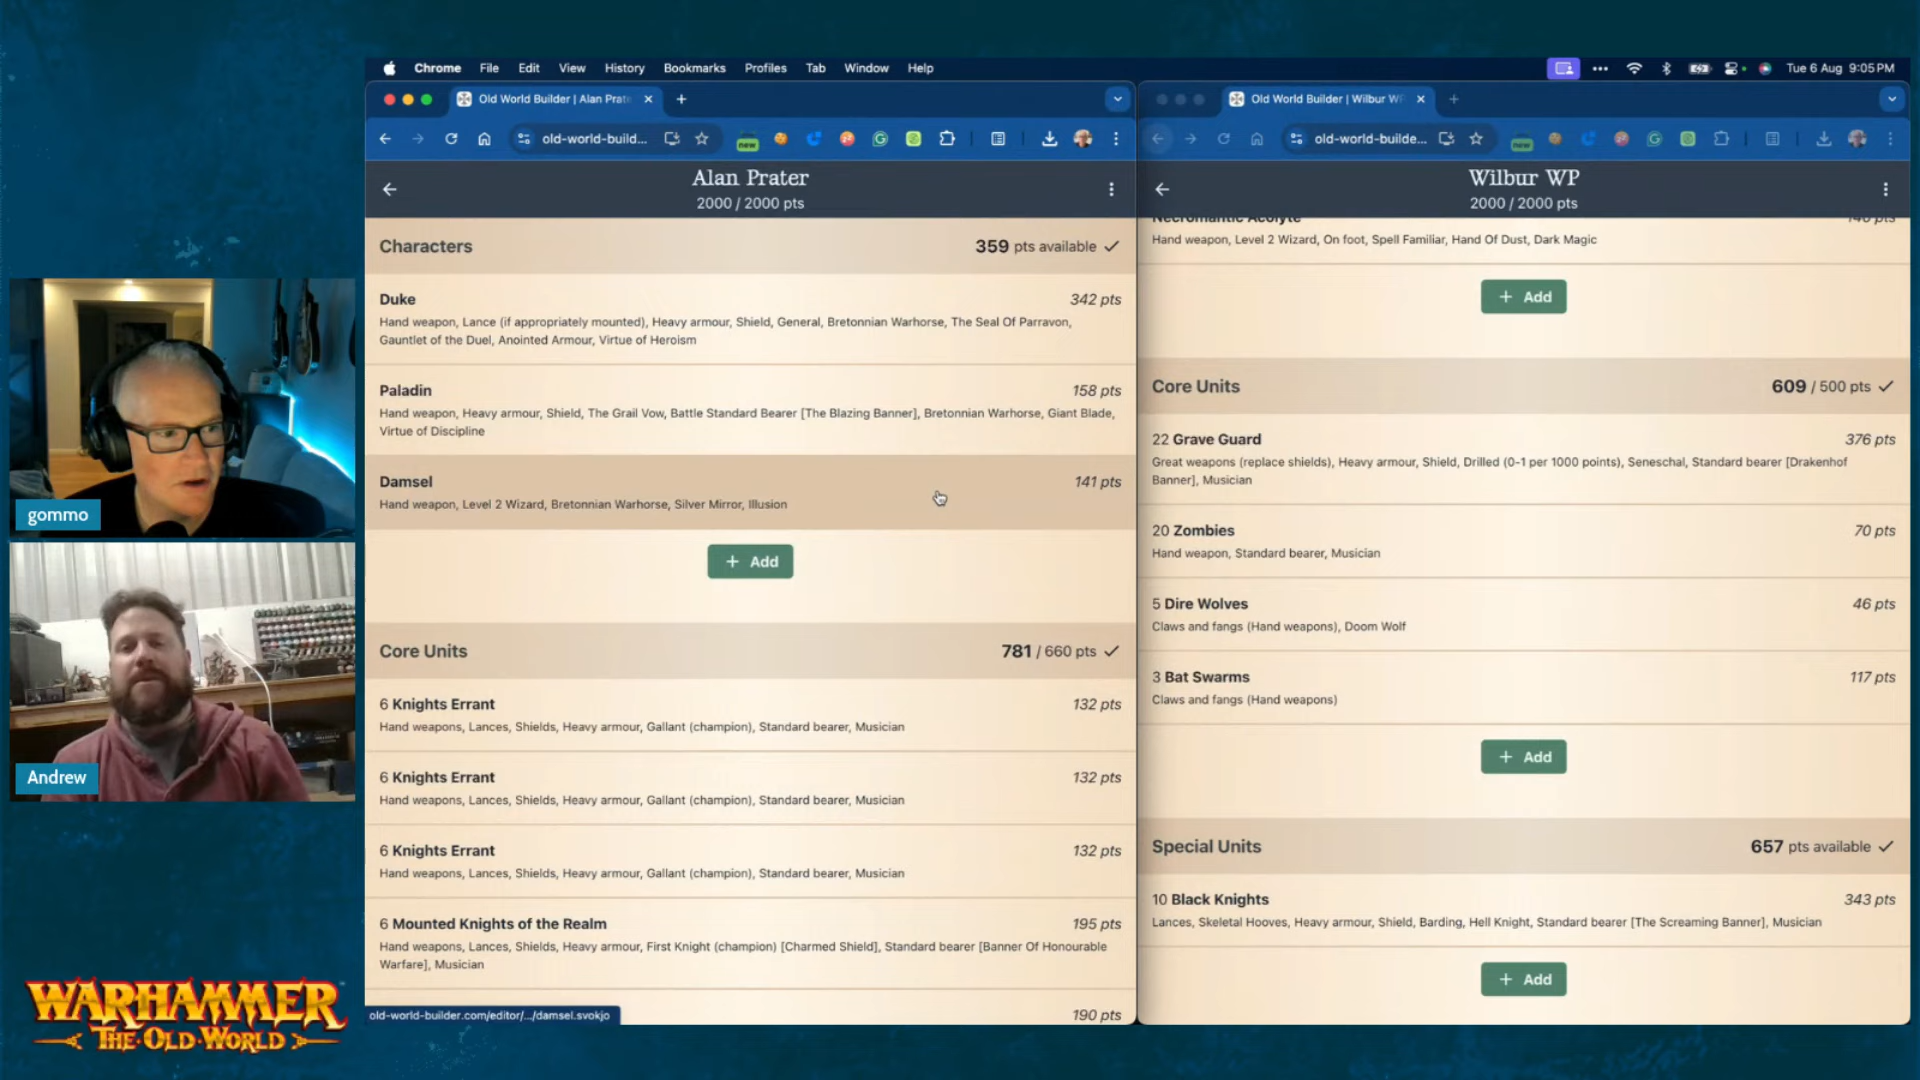 Chrome File Edit View History Bookmarks Profiles Tab Window Help
Tue 6 Aug 9:05 PM
Old World Builder | Alan Prate
Old World Builder | Wilbur WP
old-world-build...
new
old-world-builde...
new
Alan Prater
2000 / 2000 pts
Characters
359 pts available
Duke
342 pts
Hand weapon, Lance (if appropriately mounted), Heavy armour, Shield, General, Bretonnian Warhorse, The Seal Of Parravon,
Gauntlet of the Duel, Anointed Armour, Virtue of Heroism
Paladin
158 pts
Hand weapon, Heavy armour, Shield, The Grail Vow, Battle Standard Bearer [The Blazing Banner], Bretonnian Warhorse, Giant Blade,
Virtue of Discipline
Damsel
141 pts
Hand weapon, Level 2 Wizard, Bretonnian Warhorse, Silver Mirror, Illusion
+ Add
Core Units
781 / 660 pts
6 Knights Errant
132 pts
Hand weapons, Lances, Shields, Heavy armour, Gallant (champion), Standard bearer, Musician
6 Knights Errant
132 pts
Hand weapons, Lances, Shields, Heavy armour, Gallant (champion), Standard bearer, Musician
6 Knights Errant
132 pts
Hand weapons, Lances, Shields, Heavy armour, Gallant (champion), Standard bearer, Musician
6 Mounted Knights of the Realm
195 pts
Hand weapons, Lances, Shields, Heavy armour, First Knight (champion) [Charmed Shield], Standard bearer [Banner Of Honourable
Warfare], Musician
190 pts
old-world-builder.com/editor/.../damsel.svokjo
Wilbur WP
2000 / 2000 pts
Necromantic Acolyte
140 pts
Hand weapon, Level 2 Wizard, On foot, Spell Familiar, Hand Of Dust, Dark Magic
+ Add
Core Units
609 / 500 pts
22 Grave Guard
376 pts
Great weapons (replace shields), Heavy armour, Shield, Drilled (0-1 per 1000 points), Seneschal, Standard bearer [Drakenhof
Banner], Musician
20 Zombies
70 pts
Hand weapon, Standard bearer, Musician
5 Dire Wolves
46 pts
Claws and fangs (Hand weapons), Doom Wolf
3 Bat Swarms
117 pts
Claws and fangs (Hand weapons)
+ Add
Special Units
657 pts available
10 Black Knights
343 pts
Lances, Skeletal Hooves, Heavy armour, Shield, Barding, Hell Knight, Standard bearer [The Screaming Banner], Musician
+ Add
gommo
Andrew
WARHAMMER
THE OLD WORLD